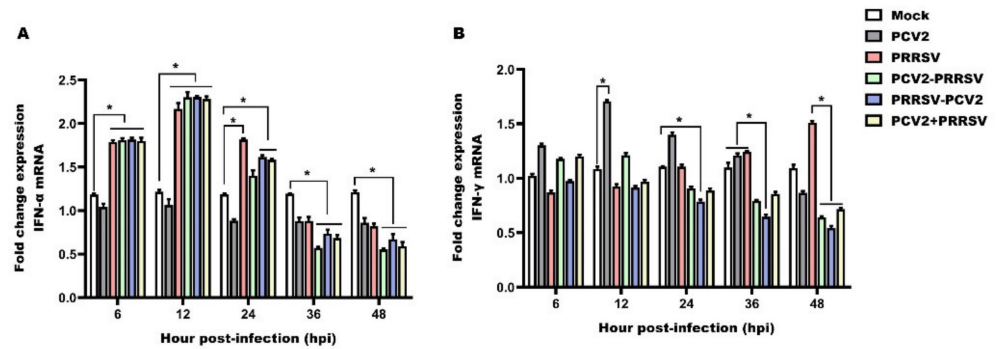 A
Fold change expression
IFN-α mRNA
2.5
2.0
1.5
1.0
0.5
0.0
*
*
*
*
*
*
6
12
24
36
48
Hour post-infection (hpi)
B
Fold change expression
IFN-γ mRNA
2.0
1.5
1.0
0.5
0.0
*
*
*
*
6
12
24
36
48
Hour post-infection (hpi)
Mock
PCV2
PRRSV
PCV2-PRRSV
PRRSV-PCV2
PCV2+PRRSV